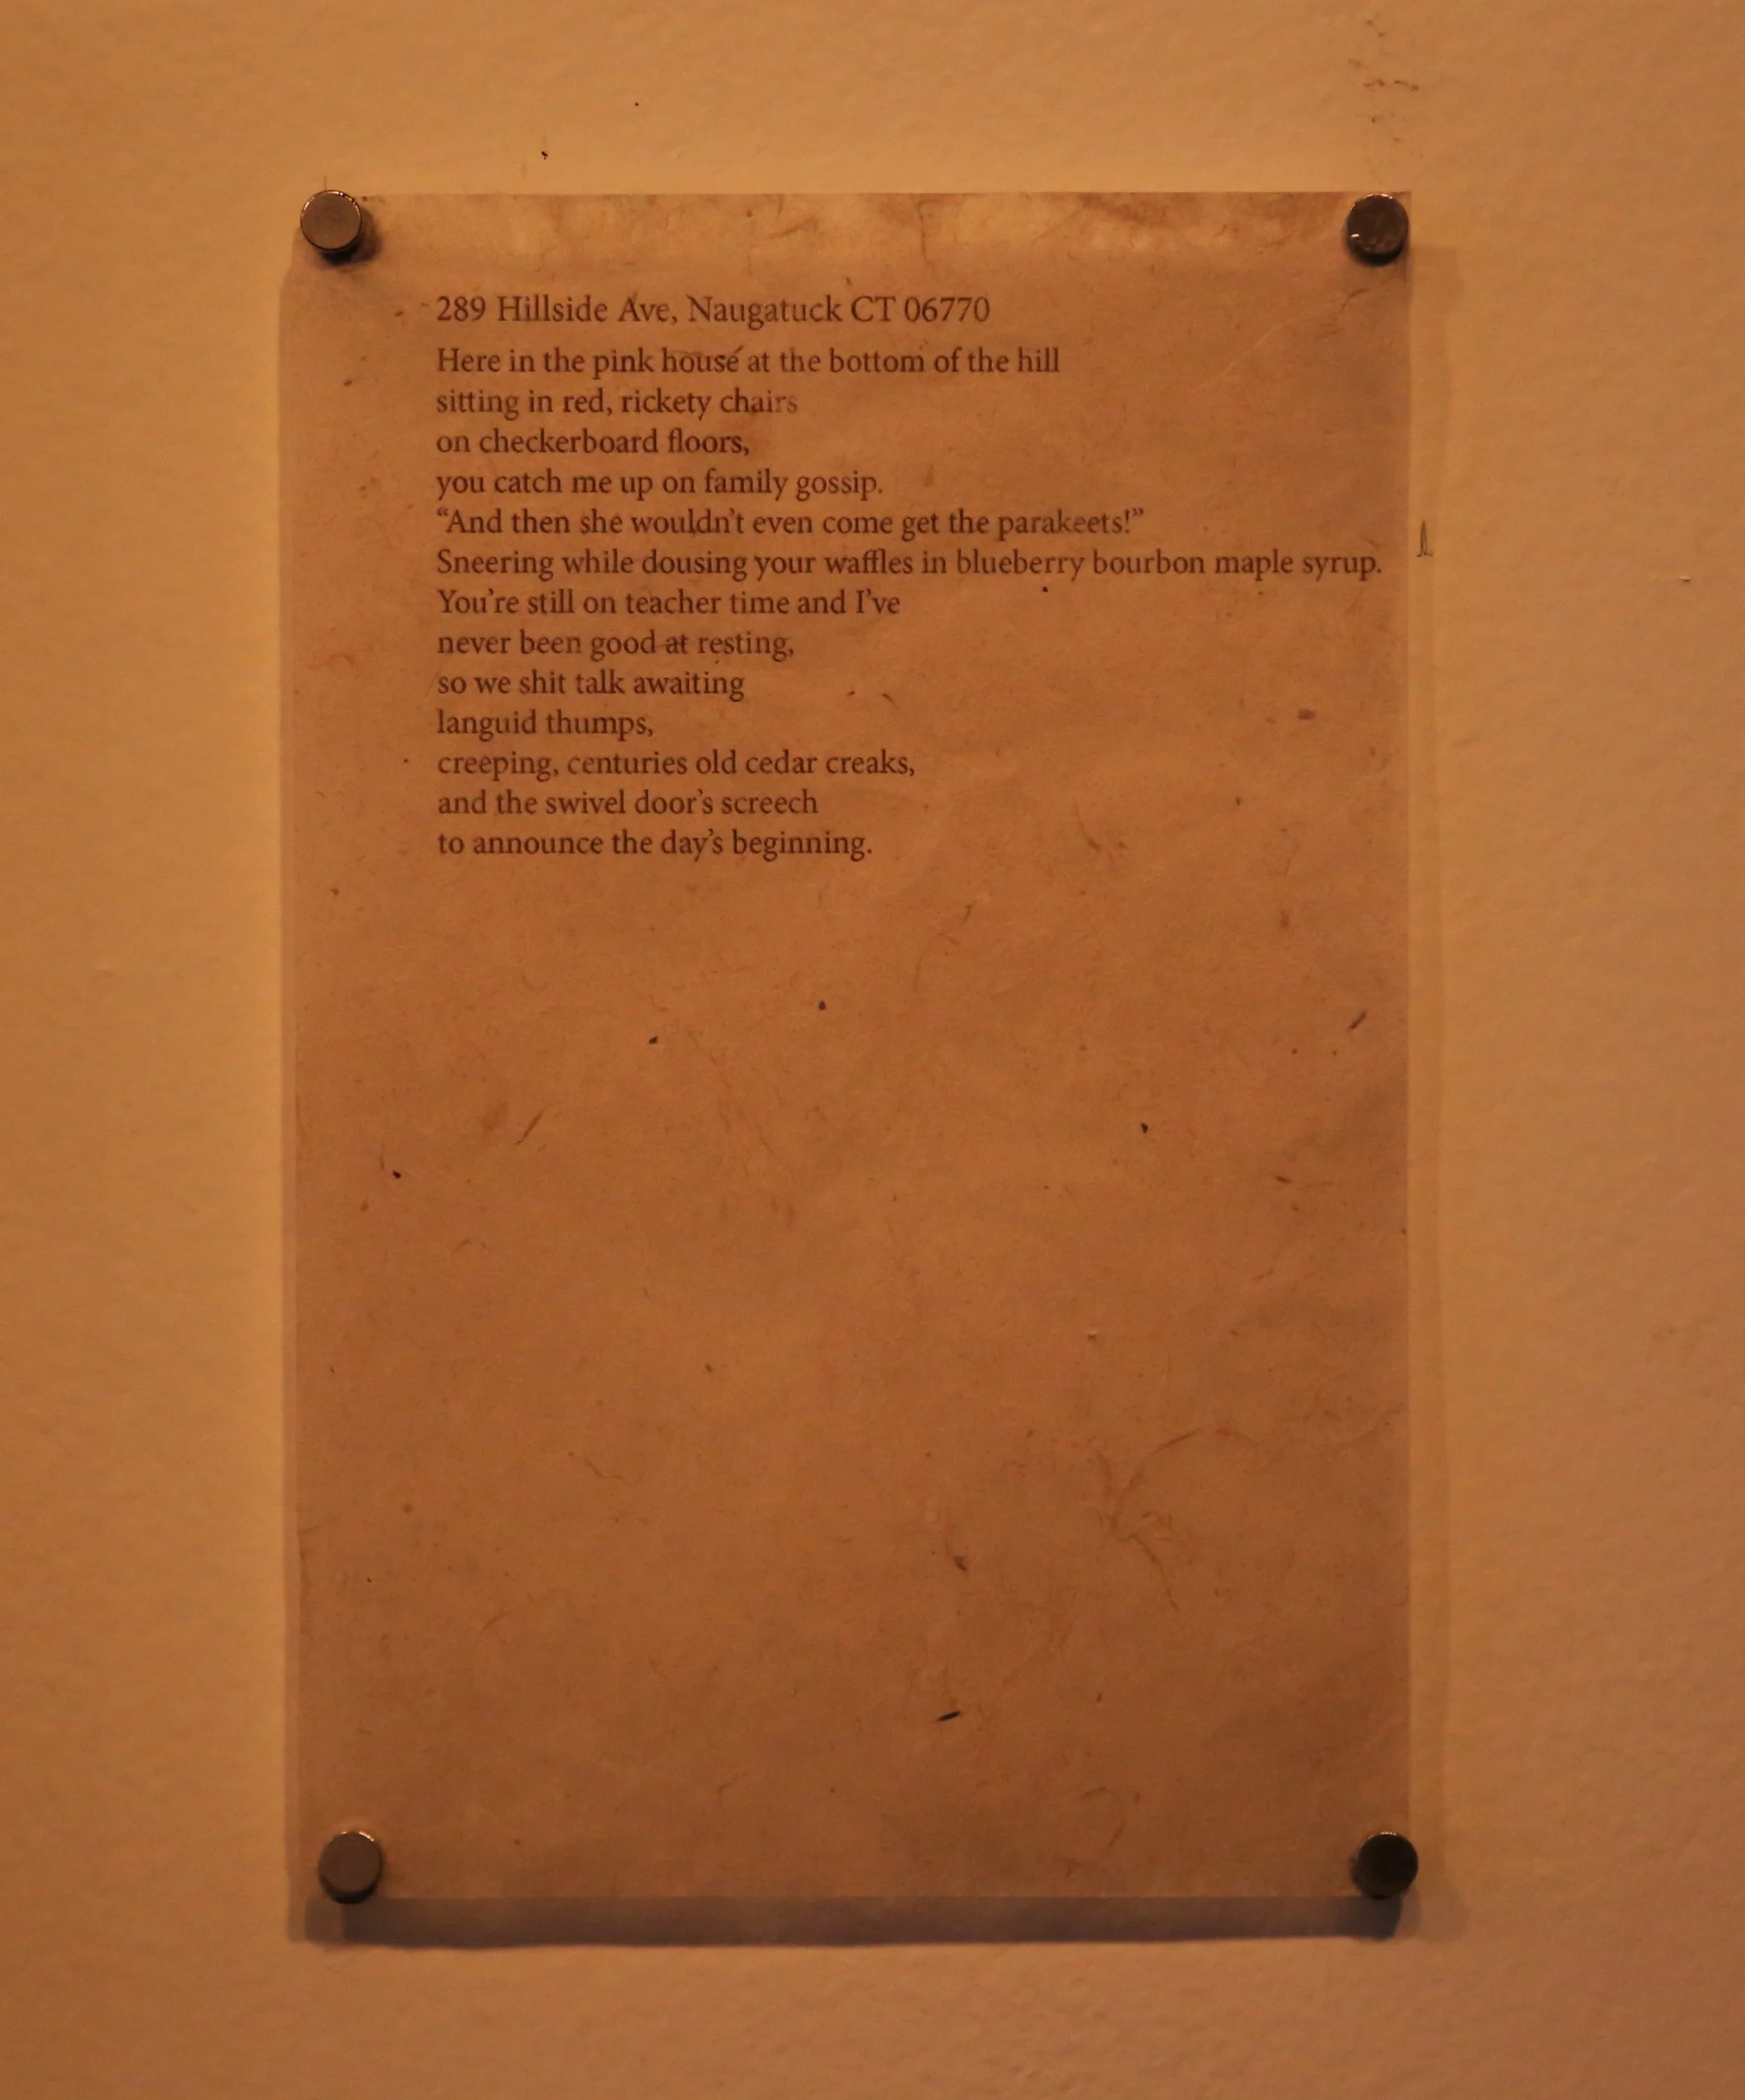 289 Hillside Ave, Naugatuck CT 06770
Here in the pink house at the bottom of the hill
sitting in red, rickety chairs
on checkerboard floors,
you catch me up on family gossip.
“And then she wouldn’t even come get the parakeets!”
Sneering while dousing your waffles in blueberry bourbon maple syrup.
You’re still on teacher time and I’ve
never been good at resting,
so we shit talk awaiting
languid thumps,
creeping, centuries old cedar creaks,
and the swivel door’s screech
to announce the day’s beginning.